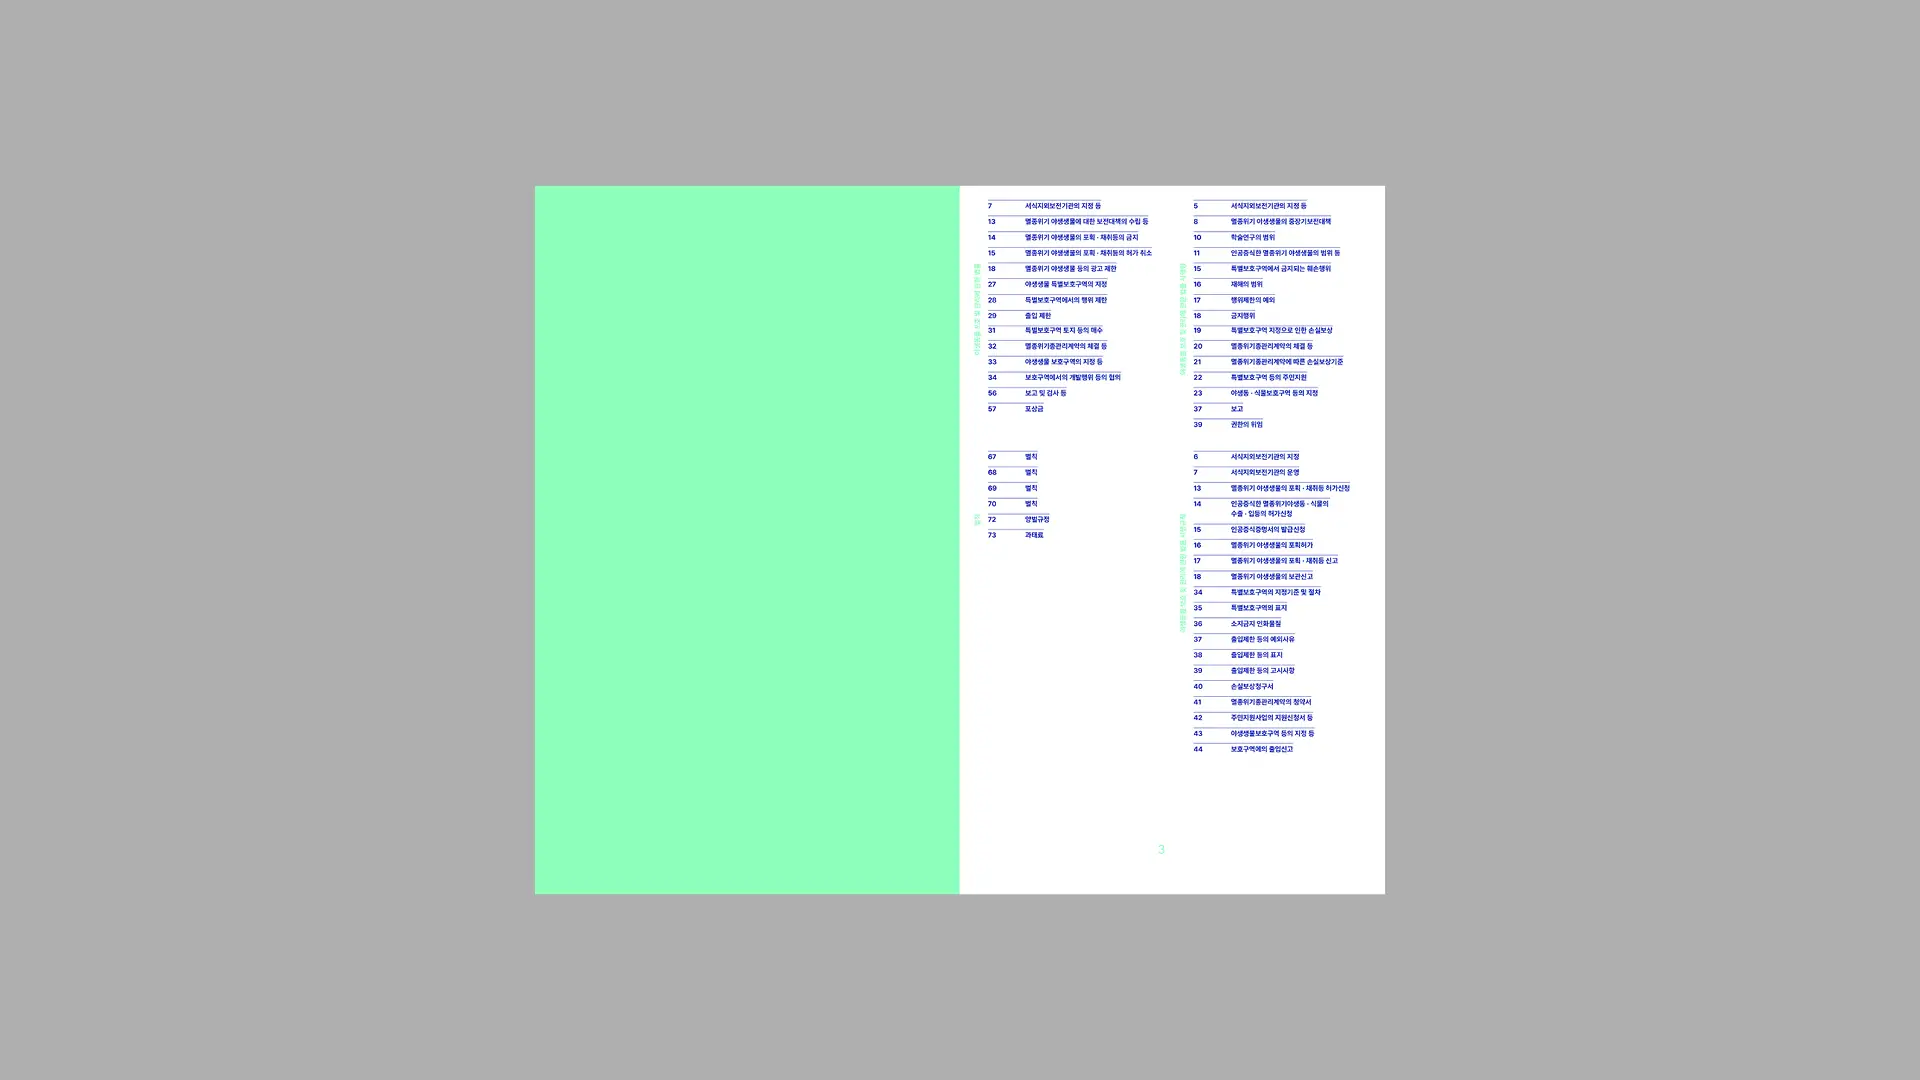 7 서식지외보전기관의 지정 등
13 멸종위기 야생생물에 대한 보전대책의 수립 등
14 멸종위기 야생생물의 포획 · 채취등의 금지
15 멸종위기 야생생물의 포획 · 채취등의 허가 취소
18 멸종위기 야생생물 등의 광고 제한
27 야생생물 특별보호구역의 지정
28 특별보호구역에서의 행위 제한
29 출입 제한
31 특별보호구역 토지 등의 매수
32 멸종위기종관리계약의 체결 등
33 야생생물 보호구역의 지정 등
34 보호구역에서의 개발행위 등의 협의
56 보고 및 검사 등
57 포상금
벌칙
67 벌칙
68 벌칙
69 벌칙
70 벌칙
72 양벌규정
73 과태료
5 서식지외보전기관의 지정 등
8 멸종위기 야생생물의 중장기보전대책
10 학술연구의 범위
11 인공증식한 멸종위기 야생생물의 범위 등
15 특별보호구역에서 금지되는 훼손행위
16 재해의 범위
17 행위제한의 예외
18 금지행위
19 특별보호구역 지정으로 인한 손실보상
20 멸종위기종관리계약의 체결 등
21 멸종위기종관리계약에 따른 손실보상기준
22 특별보호구역 등의 주민지원
23 야생동 · 식물보호구역 등의 지정
37 보고
39 권한의 위임
6 서식지외보전기관의 지정
7 서식지외보전기관의 운영
13 멸종위기 야생생물의 포획 · 채취등 허가신청
14 인공증식한 멸종위기야생동 · 식물의
수출 · 입등의 허가신청
15 인공증식증명서의 발급신청
16 멸종위기 야생생물의 포획허가
17 멸종위기 야생생물의 포획 · 채취등 신고
18 멸종위기 야생생물의 보관신고
34 특별보호구역의 지정기준 및 절차
35 특별보호구역의 표지
36 소지금지 인화물질
37 출입제한 등의 예외사유
38 출입제한 등의 표지
39 출입제한 등의 고시사항
40 손실보상청구서
41 멸종위기종관리계약의 청약서
42 주민지원사업의 지원신청서 등
43 야생생물보호구역 등의 지정 등
44 보호구역에의 출입신고
3